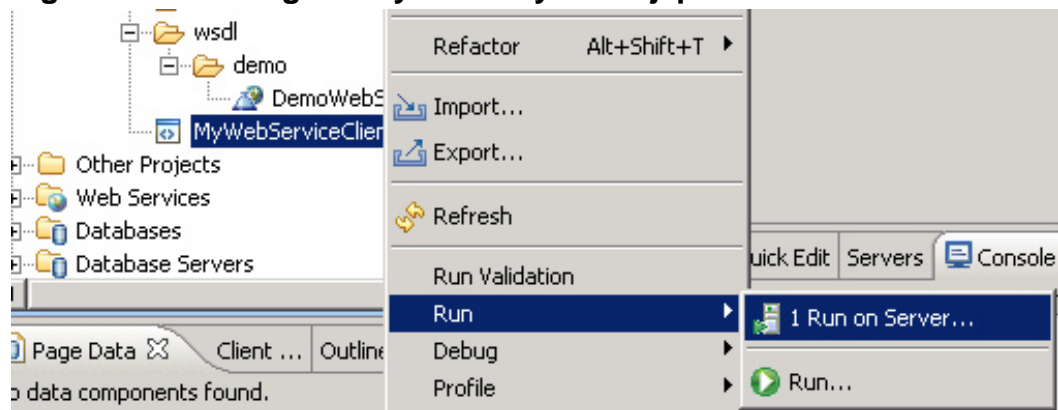 wsdl
demo
DemoWebS
MyWebServiceClien
Other Projects
Web Services
Databases
Database Servers
Refactor Alt+Shift+T
Import...
Export...
Refresh
Run Validation
Run
Debug
Profile
1 Run on Server...
Run...
uick Edit Servers Console
Page Data Client ... Outline
data components found.